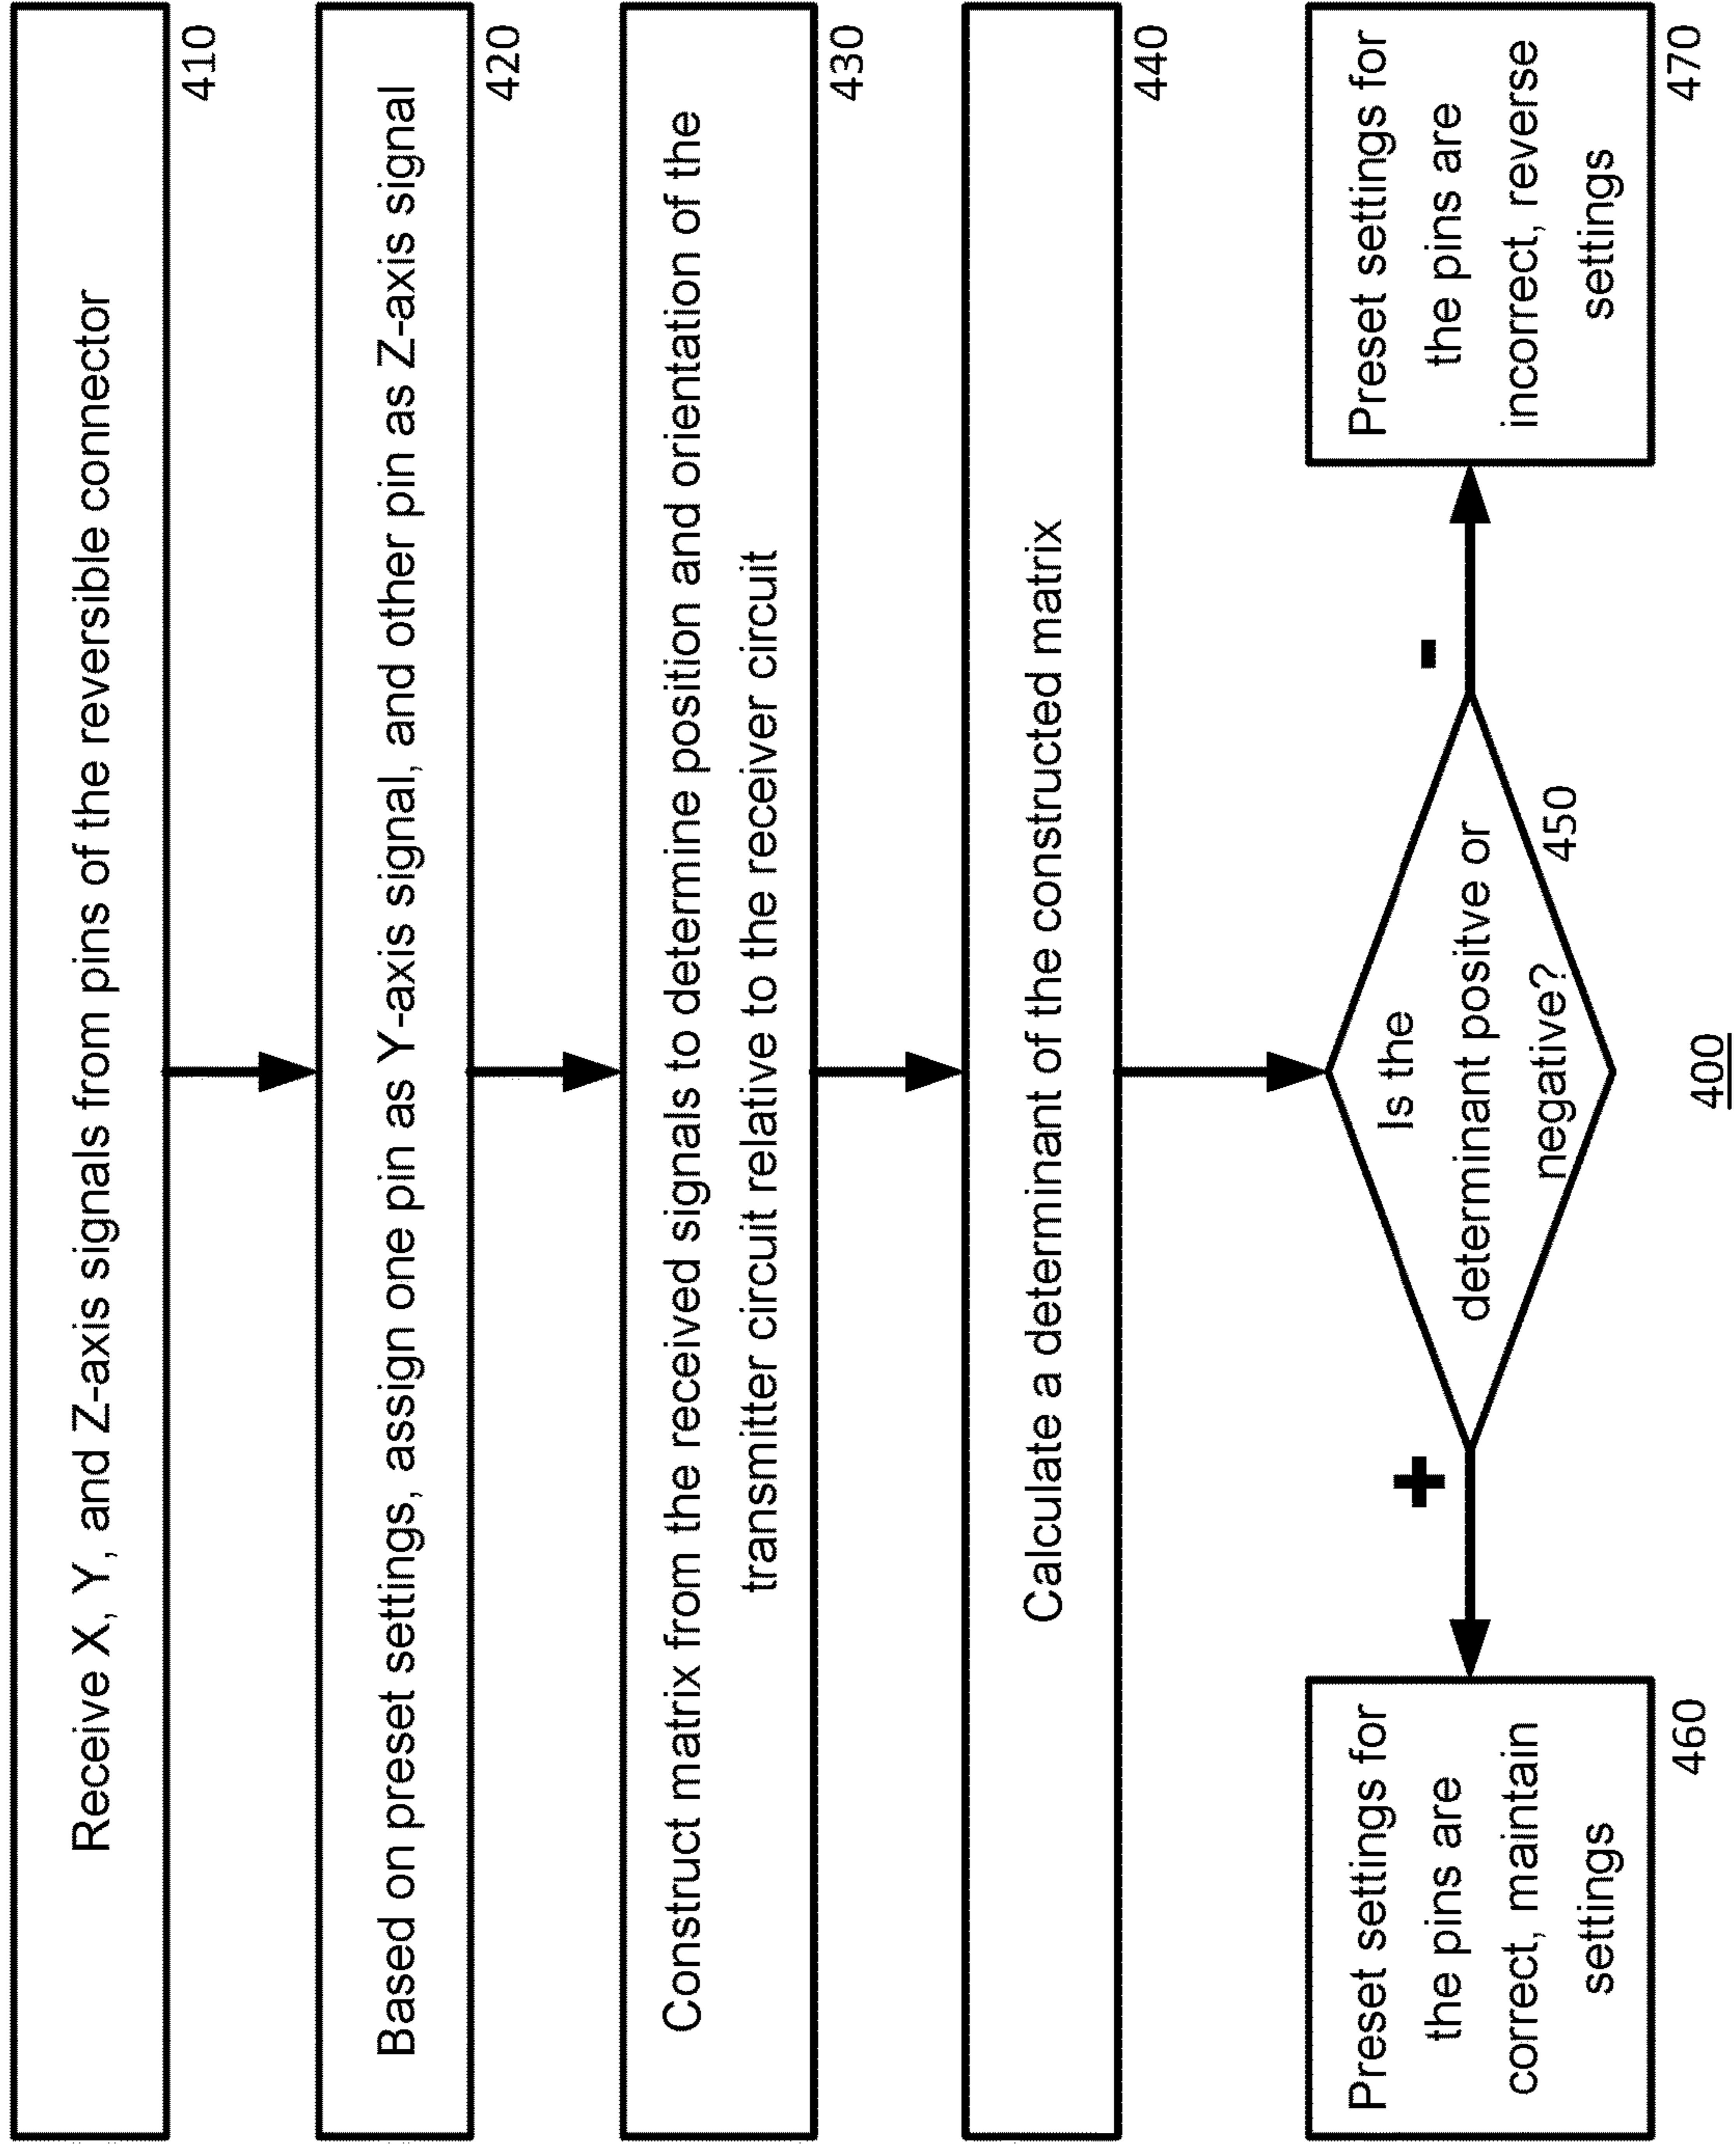 Receive X, Y, and Z-axis signals from pins of the reversible connector
410
Based on preset settings, assign one pin as Y-axis signal, and other pin as Z-axis signal
420
Construct matrix from the received signals to determine position and orientation of the
transmitter circuit relative to the receiver circuit
430
Calculate a determinant of the constructed matrix
440
Is the
determinant positive or
negative?
450
+
-
Preset settings for
the pins are
correct, maintain
settings
460
Preset settings for
the pins are
incorrect, reverse
settings
470
400